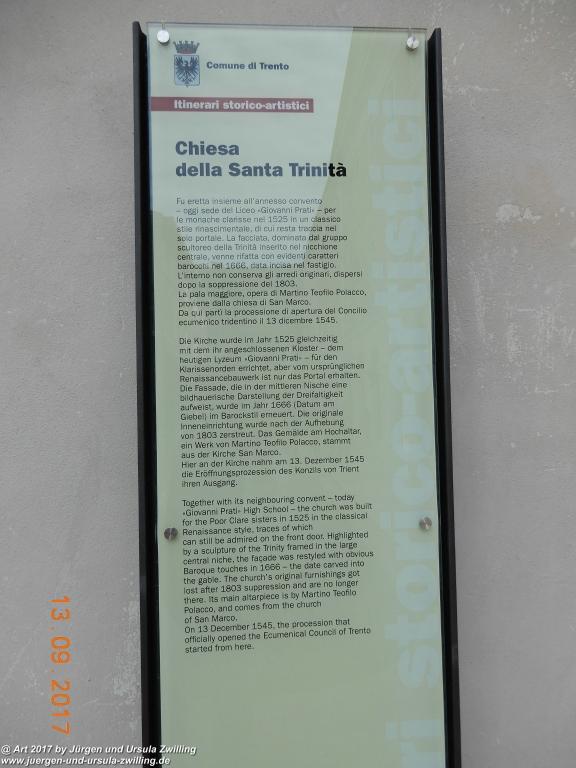 Comune di Trento
Itinerari storico-artistici
Chiesa
della Santa Trinità
Fu eretta insieme all'annesso convento
– oggi sede del Liceo «Giovanni Prati» – per
le monache clarisse nel 1525 in un classico
stile rinascimentale, di cui resta traccia nel
solo portale. La facciata, dominata dal gruppo
scultoreo della Trinità inserito nel nicchione
centrale, venne rifatta con evidenti caratteri
barocchi nel 1666, data incisa nel fastigio.
L'interno non conserva gli arredi originari, dispersi
dopo la soppressione del 1803.
La pala maggiore, opera di Martino Teofilo Polacco,
proviene dalla chiesa di San Marco.
Da qui partì la processione di apertura del Concilio
ecumenico tridentino il 13 dicembre 1545.
Die Kirche wurde im Jahr 1525 gleichzeitig
mit dem ihr angeschlossenen Kloster – dem
heutigen Lyzeum «Giovanni Prati» – für den
Klarissenorden errichtet, aber vom ursprünglichen
Renaissancebauwerk ist nur das Portal erhalten.
Die Fassade, die in der mittleren Nische eine
bildhauerische Darstellung der Dreifaltigkeit
aufweist, wurde im Jahr 1666 (Datum am
Giebel) im Barockstil erneuert. Die originale
Inneneinrichtung wurde nach der Aufhebung
von 1803 zerstreut. Das Gemälde am Hochaltar,
ein Werk von Martino Teofilo Polacco, stammt
aus der Kirche San Marco.
Hier an der Kirche nahm am 13. Dezember 1545
die Eröffnungsprozession des Konzils von Trient
ihren Ausgang.
Together with its neighbouring convent – today
«Giovanni Prati» High School – the church was built
for the Poor Clare sisters in 1525 in the classical
Renaissance style, traces of which
can still be admired on the front door. Highlighted
by a sculpture of the Trinity framed in the large
central niche, the façade was restyled with obvious
Baroque touches in 1666 – the date carved into
the gable. The church's original furnishings got
lost after 1803 suppression and are no longer
there. Its main altarpiece is by Martino Teofilo
Polacco, and comes from the church
of San Marco.
On 13 December 1545, the procession that
officially opened the Ecumenical Council of Trento
started from here.
ri storico-artistici
13 09 2017
@ Art 2017 by Jürgen und Ursula Zwilling
www.juergen-und-ursula-zwilling.de